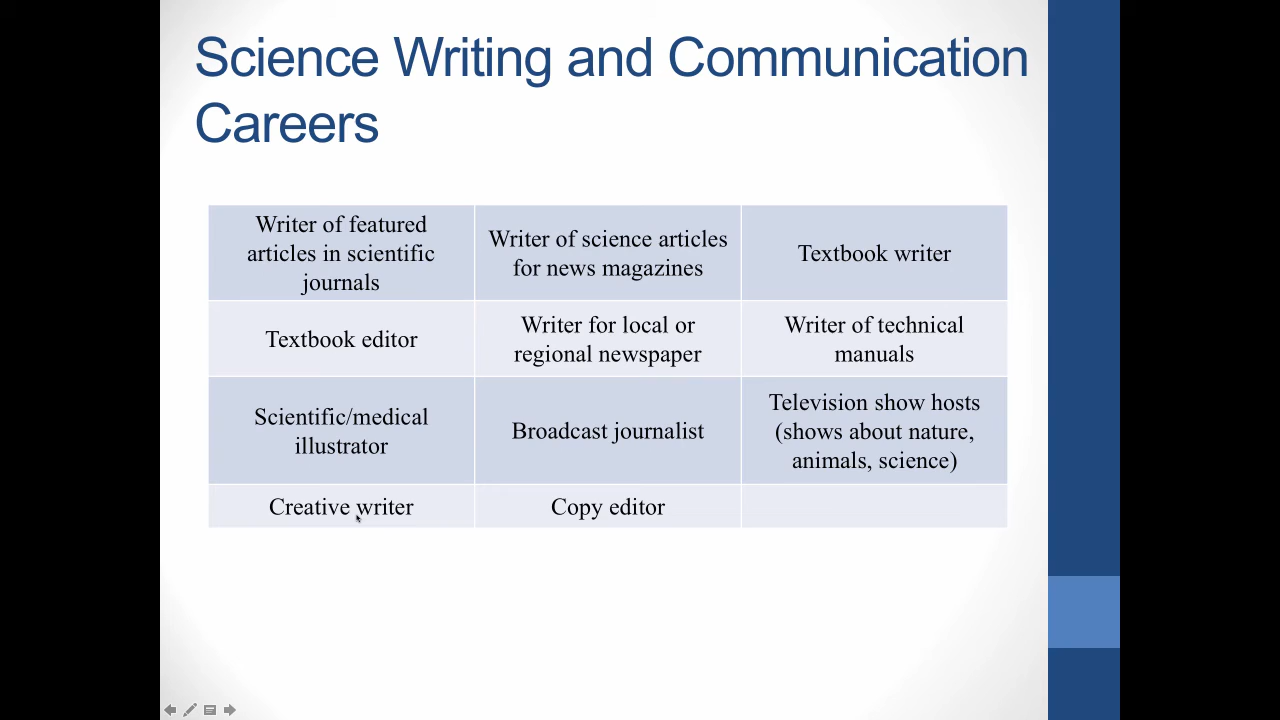 Science Writing and Communication
Careers
Writer of featured
articles in scientific
journals
Writer of science articles
for news magazines
Textbook writer
Textbook editor
Writer for local or
regional newspaper
Writer of technical
manuals
Scientific/medical
illustrator
Broadcast journalist
Television show hosts
(shows about nature,
animals, science)
Creative writer
Copy editor